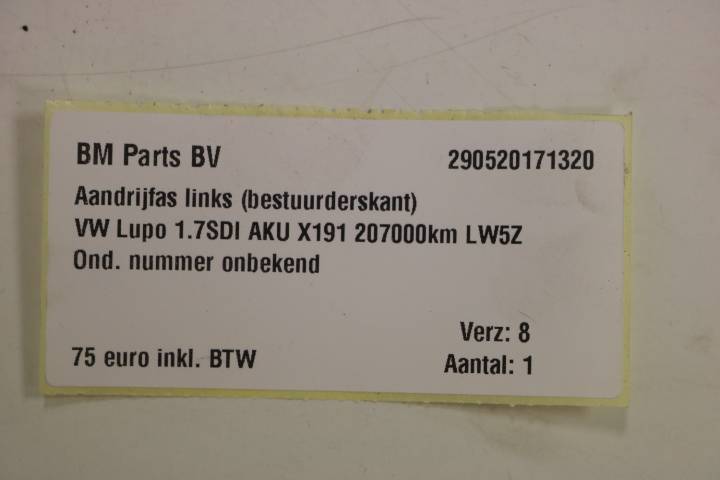 BM Parts BV 290520171320
Aandrijfas links (bestuurderskant)
VW Lupo 1.7SDI AKU X191 207000km LW5Z
Ond. nummer onbekend
Verz: 8
75 euro inkl. BTW Aantal: 1